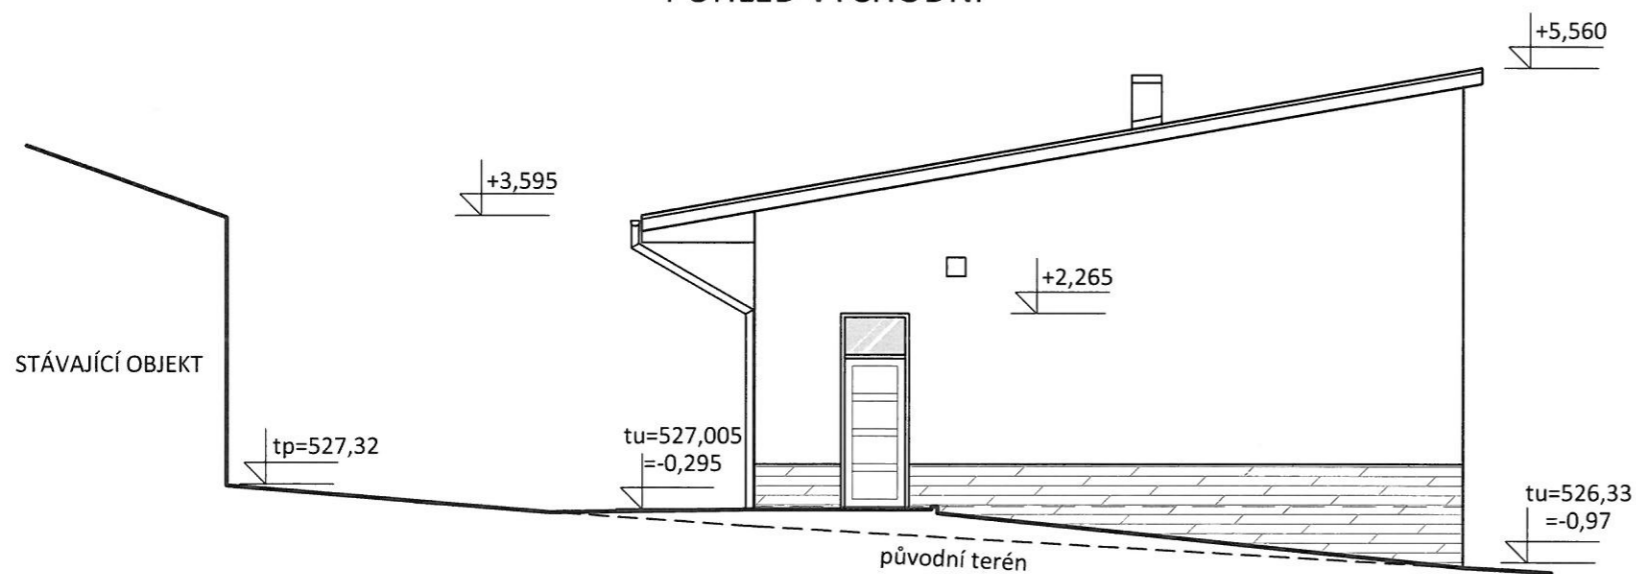 +5,560
+3,595
+2,265
STÁVAJÍCÍ OBJEKT
tp=527,32
tu=527,005
=-0,295
tu=526,33
=-0,97
původní terén